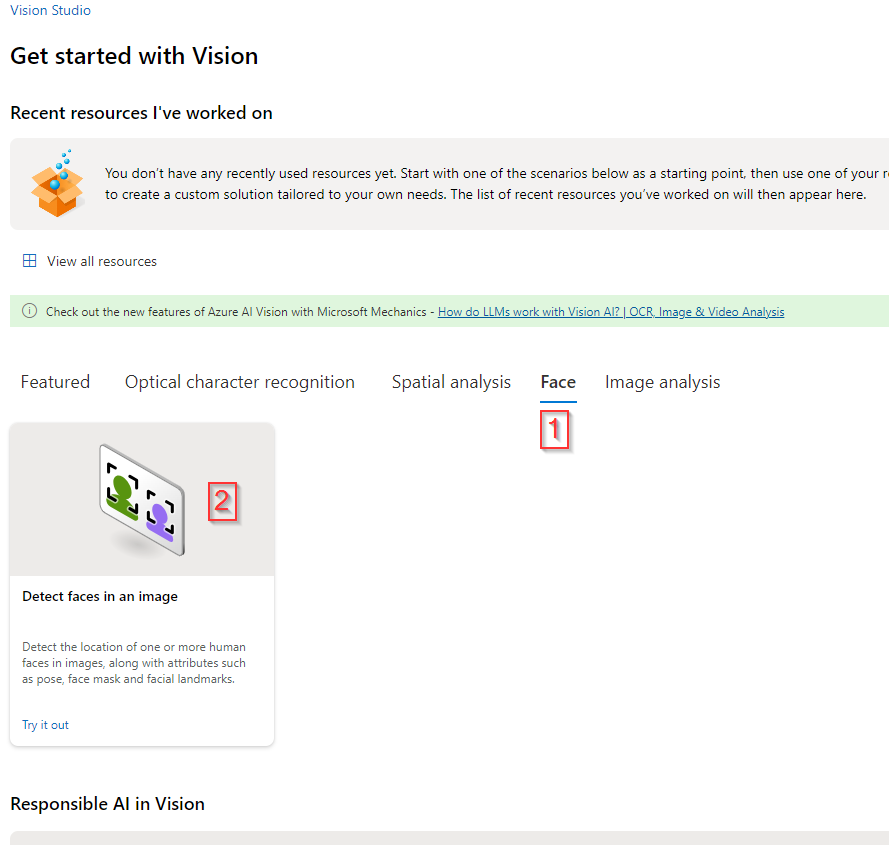 Vision Studio
Get started with Vision
Recent resources I've worked on
You don't have any recently used resources yet. Start with one of the scenarios below as a starting point, then use one of your
to create a custom solution tailored to your own needs. The list of recent resources you've worked on will then appear here.
View all resources
Check out the new features of Azure AI Vision with Microsoft Mechanics - How do LLMs work with Vision AI? | OCR, Image & Video Analysis
Featured Optical character recognition Spatial analysis Face Image analysis
1
2
Detect faces in an image
Detect the location of one or more human
faces in images, along with attributes such
as pose, face mask and facial landmarks.
Try it out
Responsible AI in Vision